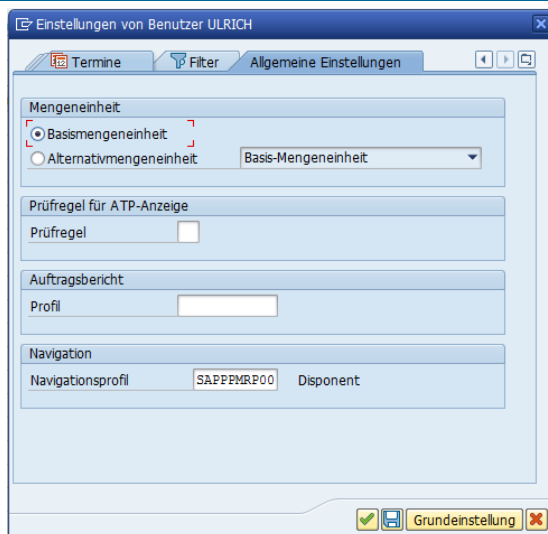 Einstellungen von Benutzer ULRICH
Termine Filter Allgemeine Einstellungen
Mengeneinheit
Basismengeneinheit
Alternativmengeneinheit Basis-Mengeneinheit
Prüfregel für ATP-Anzeige
Prüfregel
Auftragsbericht
Profil
Navigation
Navigationsprofil SAPPPMRP00 Disponent
Grundeinstellung